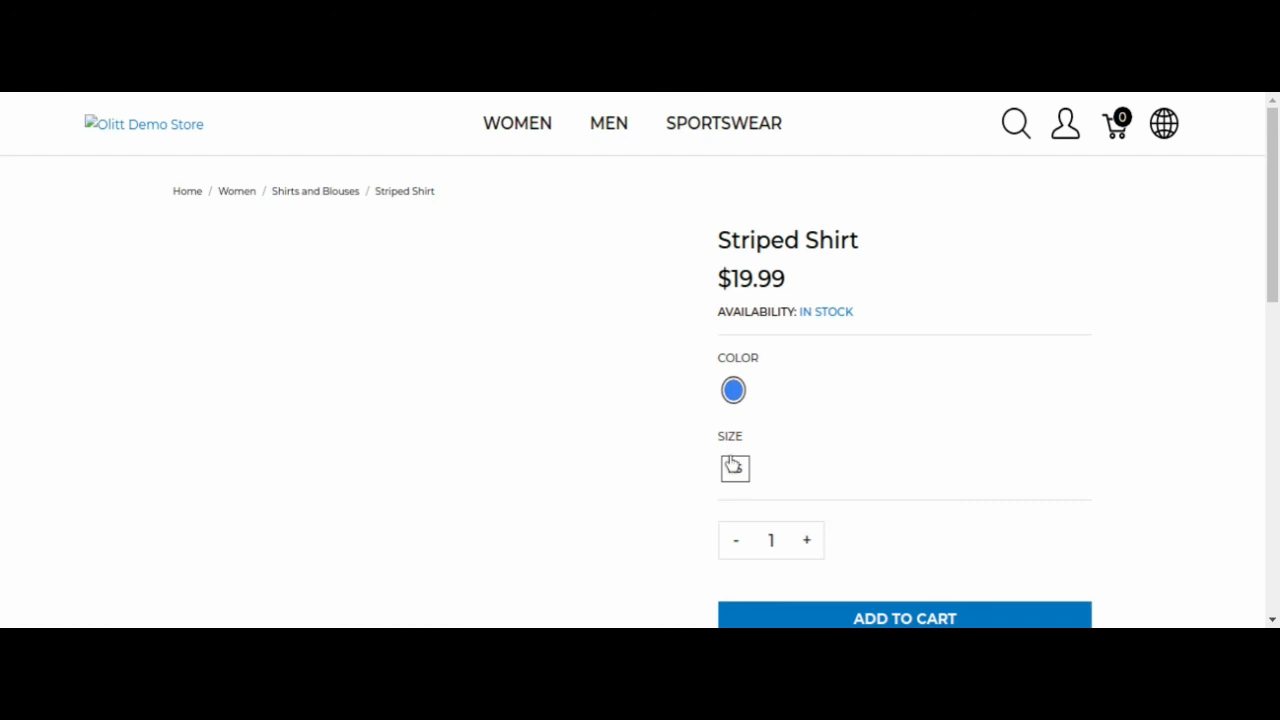 Olitt Demo Store
WOMEN MEN SPORTSWEAR
0
Home / Women / Shirts and Blouses / Striped Shirt
Striped Shirt
$19.99
AVAILABILITY: IN STOCK
COLOR
SIZE
- 1 +
ADD TO CART